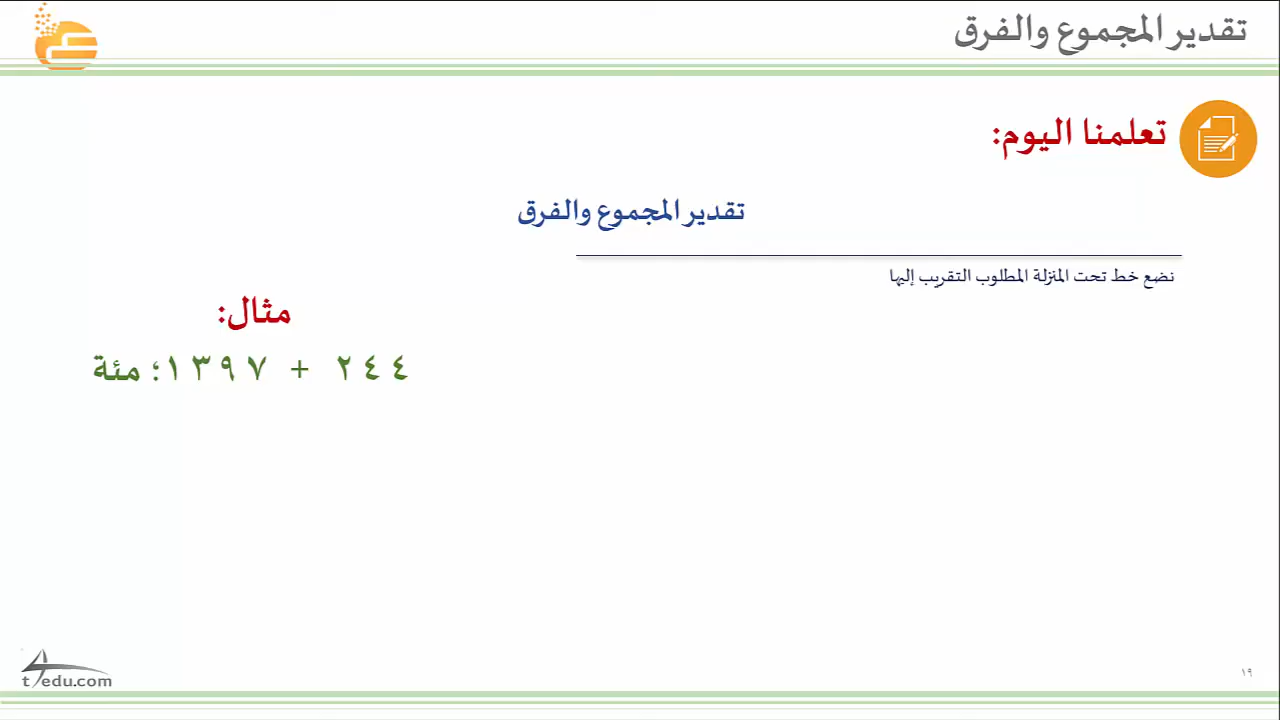 تقدير المجموع والفرق
تعلمنا اليوم:
تقدير المجموع والفرق
نضع خط تحت المنزلة المطلوب التقريب إليها
مثال:
٢٤٤ + ١٣٩٧؛ مئة
t4edu.com
١٩